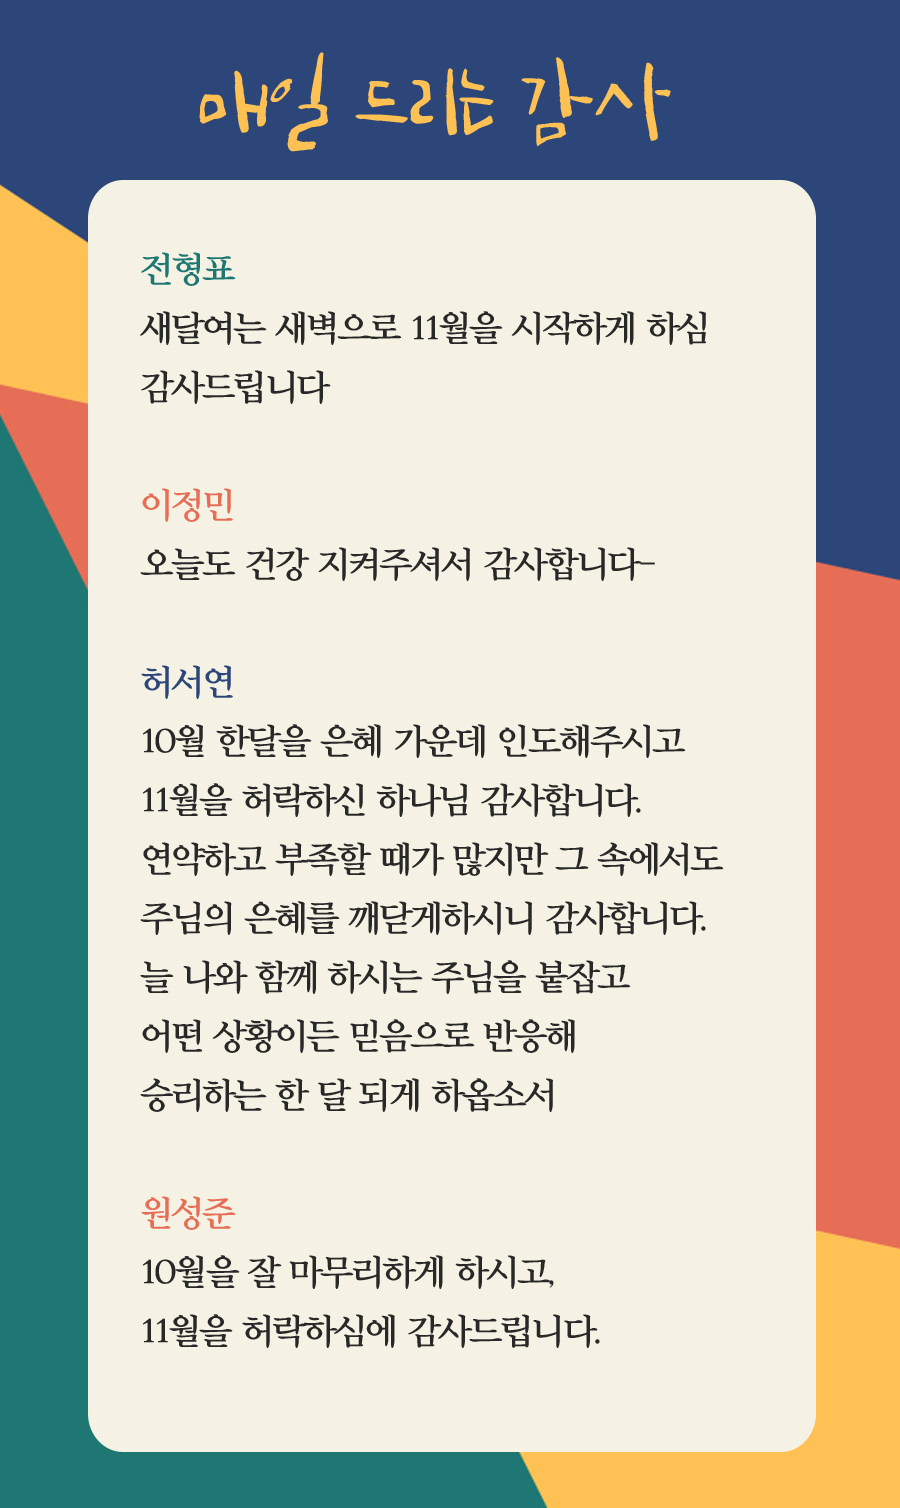 매일 드리는 감사
전형표
새달여는 새벽으로 11월을 시작하게 하심
감사드립니다
이정민
오늘도 건강 지켜주셔서 감사합니다~
허서연
10월 한달을 은혜 가운데 인도해주시고
11월을 허락하신 하나님 감사합니다.
연약하고 부족할 때가 많지만 그 속에서도
주님의 은혜를 깨닫게하시니 감사합니다.
늘 나와 함께 하시는 주님을 붙잡고
어떤 상황이든 믿음으로 반응해
승리하는 한 달 되게 하옵소서
원성준
10월을 잘 마무리하게 하시고,
11월을 허락하심에 감사드립니다.